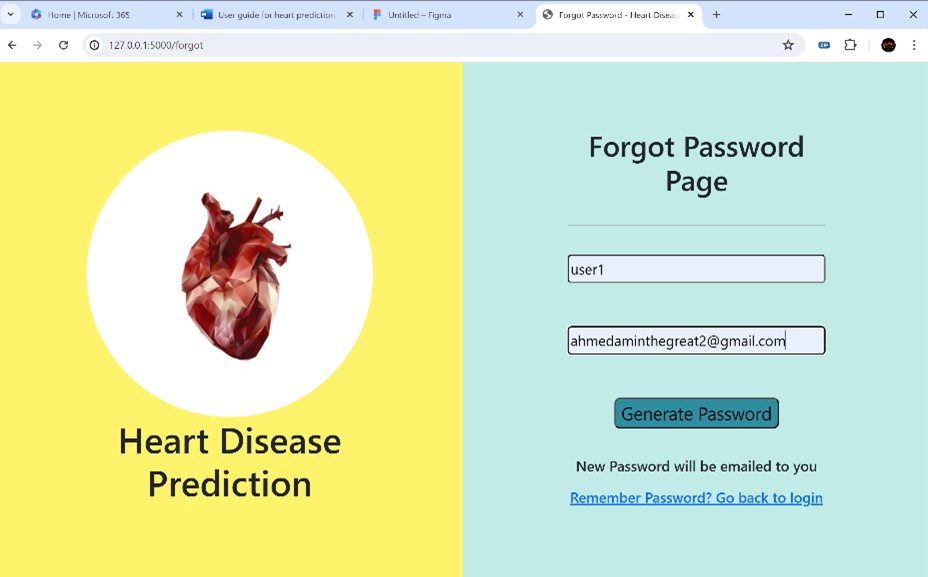 Home | Microsoft 365
User guide for heart prediction
Untitled – Figma
Forgot Password - Heart Diseas
127.0.0.1:5000/forgot
ZIP
Forgot Password
Page
user1
ahmedaminthegreat2@gmail.com
Generate Password
New Password will be emailed to you
Remember Password? Go back to login
Heart Disease
Prediction